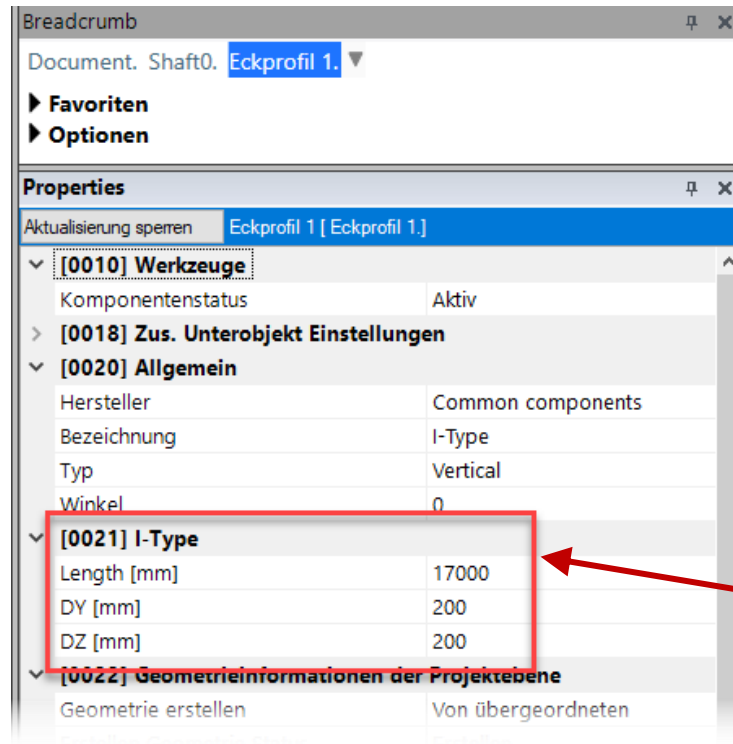 Breadcrumb
Document. Shaft0. Eckprofil 1.
Favoriten
Optionen
Properties
Aktualisierung sperren Eckprofil 1 [ Eckprofil 1.]
[0010] Werkzeuge
Komponentenstatus Aktiv
[0018] Zus. Unterobjekt Einstellungen
[0020] Allgemein
Hersteller Common components
Bezeichnung I-Type
Typ Vertical
Winkel 0
[0021] I-Type
Length [mm] 17000
DY [mm] 200
DZ [mm] 200
[0022] Geometrieinformationen der Projektebene
Geometrie erstellen Von übergeordneten